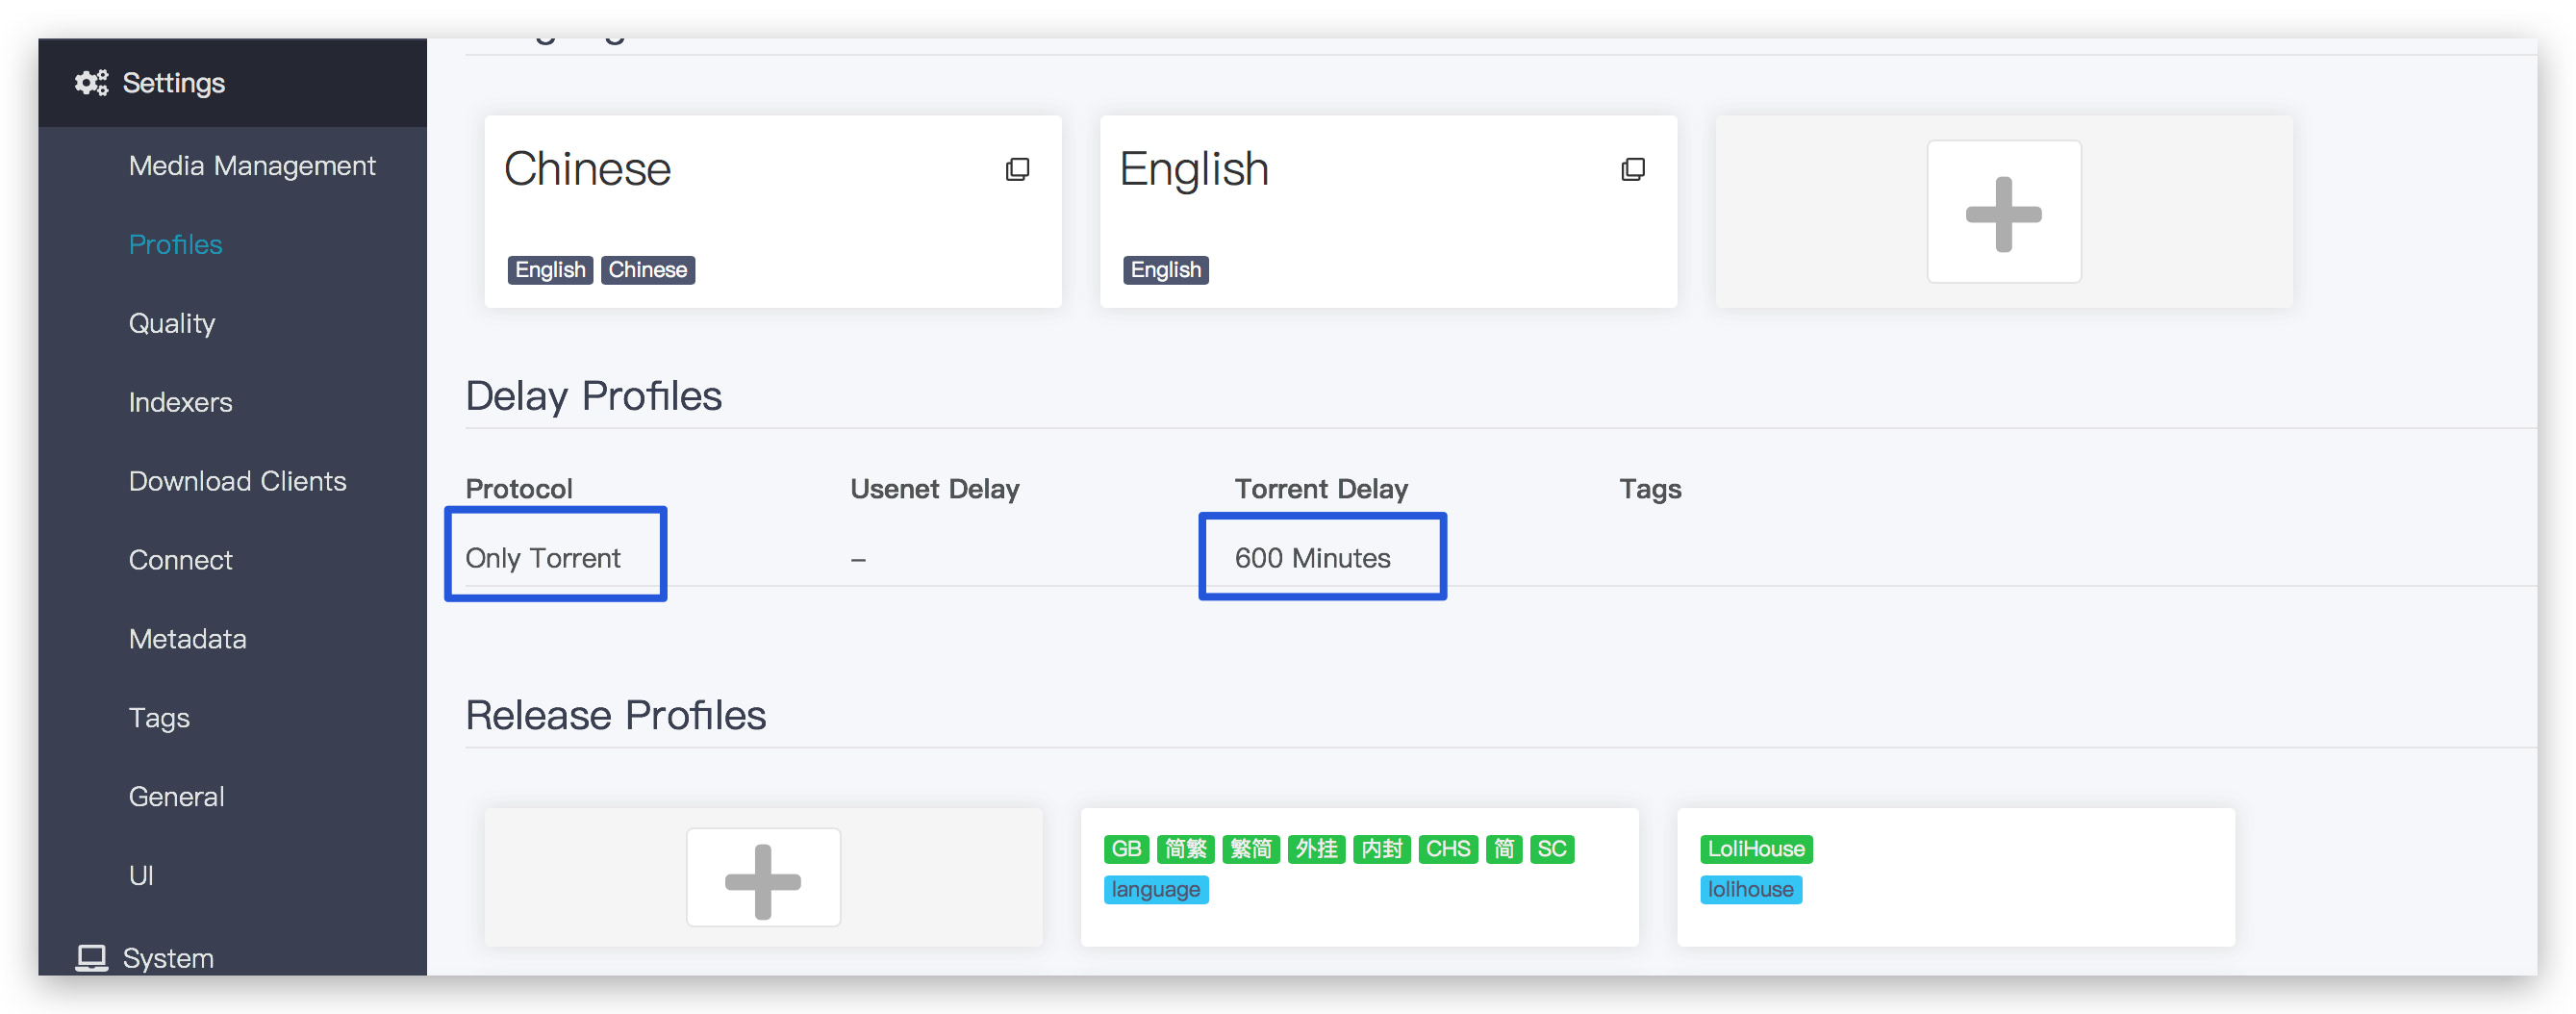 Settings
Media Management
Profiles
Quality
Indexers
Download Clients
Connect
Metadata
Tags
General
UI
System
Chinese
English Chinese
English
English
Delay Profiles
Protocol Usenet Delay Torrent Delay Tags
Only Torrent – 600 Minutes
Release Profiles
GB 简繁 繁简 外挂 内封 CHS 简 SC
language
LoliHouse
lolihouse